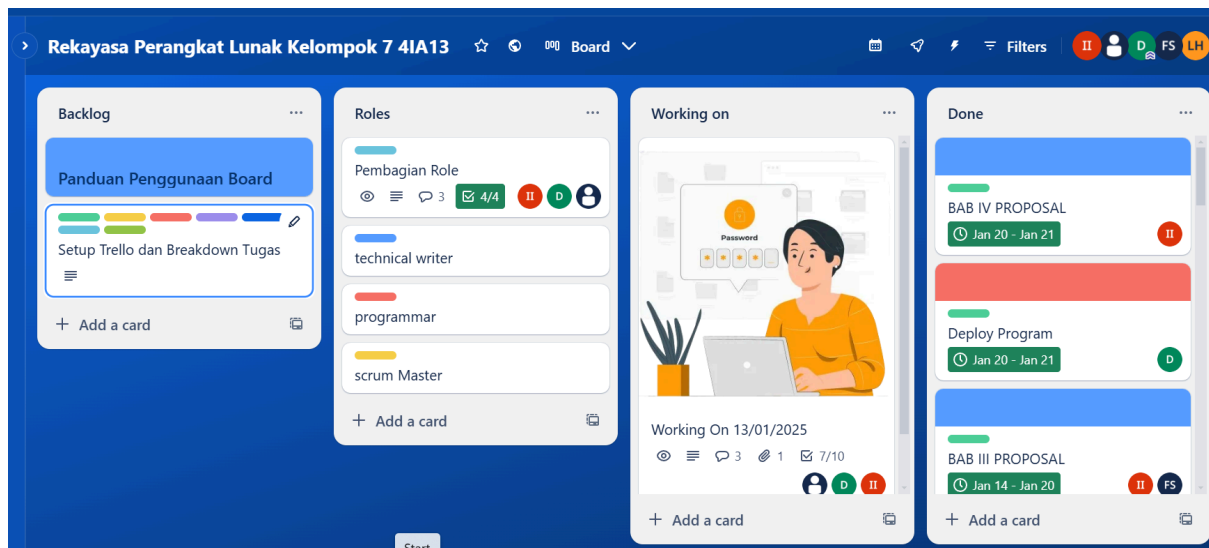 Rekayasa Perangkat Lunak Kelompok 7 4IA13 Board Filters II D FS LH
Backlog
Panduan Penggunaan Board
Setup Trello dan Breakdown Tugas
+ Add a card
Roles
Pembagian Role
3 4/4 II D
technical writer
programmar
scrum Master
+ Add a card
Working on
Password
Working On 13/01/2025
3 1 7/10
D II
+ Add a card
Done
BAB IV PROPOSAL
Jan 20 - Jan 21 II
Deploy Program
Jan 20 - Jan 21 D
BAB III PROPOSAL
Jan 14 - Jan 20 II FS
+ Add a card
Start